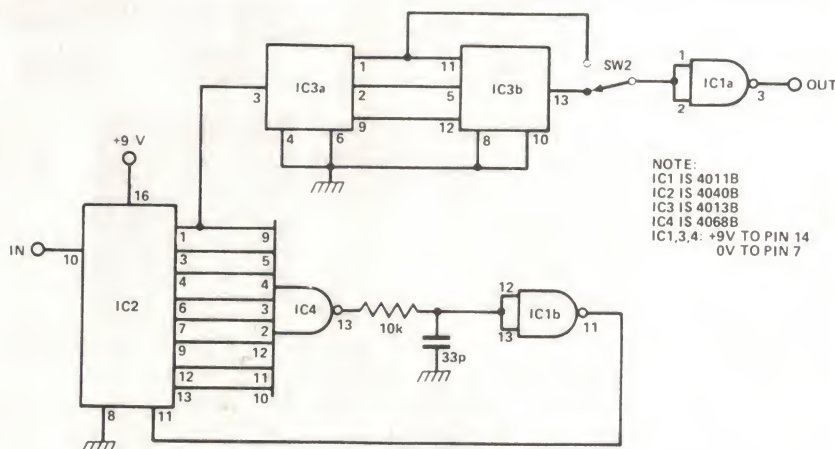 1
11
SW2
1
IC1a
3
OUT
2
3
IC3a
2
5
IC3b
13
9
12
4
6
8
10
+9 V
16
NOTE:
IC1 IS 4011B
IC2 IS 4040B
IC3 IS 4013B
IC4 IS 4068B
IC1,3,4: +9V TO PIN 14
0V TO PIN 7
IN
10
IC2
1
9
3
5
4
4
6
3
7
2
9
12
12
11
13
10
IC4
13
10k
33p
12
13
IC1b
11
8
11